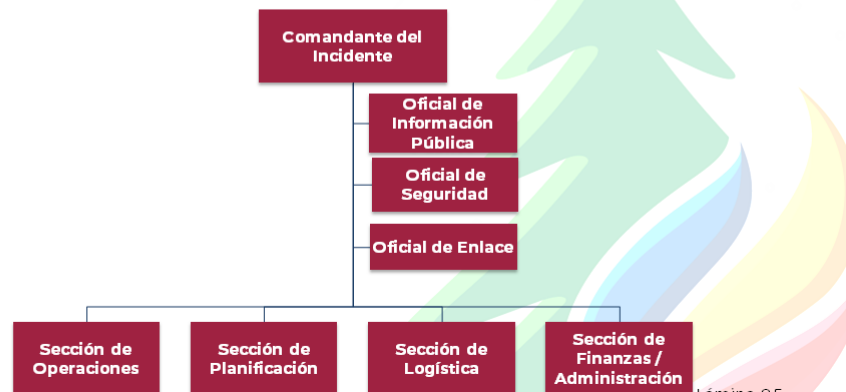 Comandante del
Incidente
Oficial de
Información
Pública
Oficial de
Seguridad
Oficial de Enlace
Sección de
Operaciones
Sección de
Planificación
Sección de
Logística
Sección de
Finanzas /
Administración